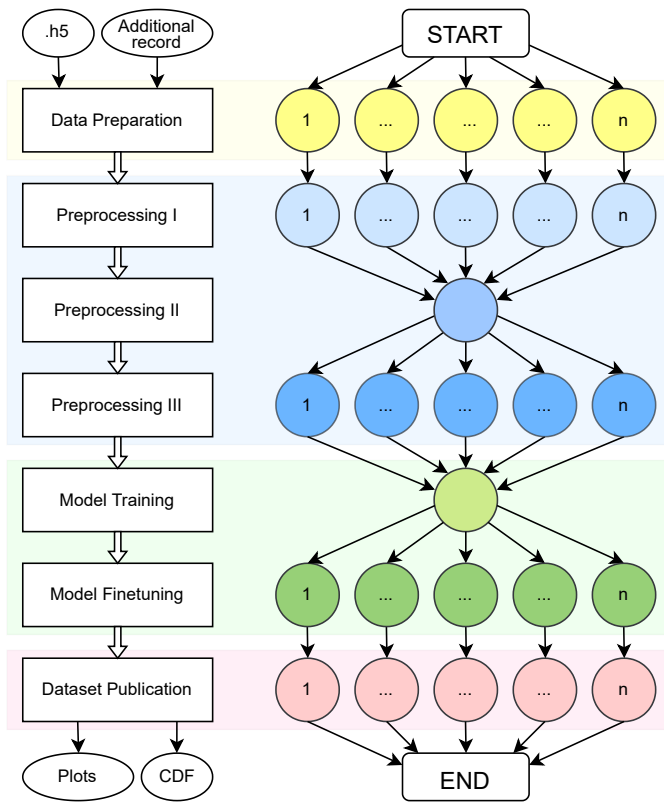 .h5
Additional
record
START
Data Preparation
1
...
...
...
n
Preprocessing I
1
...
...
...
n
Preprocessing II
Preprocessing III
1
...
...
...
n
Model Training
Model Finetuning
1
...
...
...
n
Dataset Publication
1
...
...
...
n
Plots
CDF
END